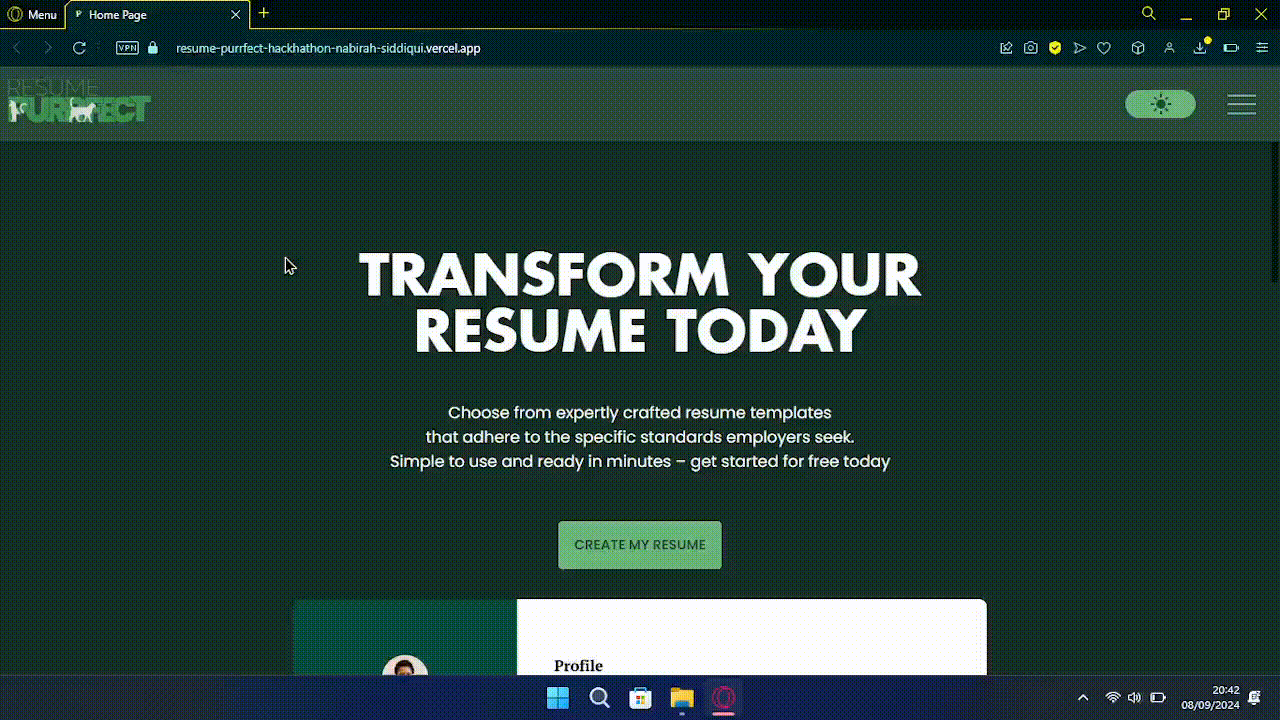 Menu
Home Page
VPN
resume-purrfect-hackhathon-nabirah-siddiqui.vercel.app
RESUME
PURRFECT
TRANSFORM YOUR
RESUME TODAY
Choose from expertly crafted resume templates
that adhere to the specific standards employers seek.
Simple to use and ready in minutes – get started for free today
CREATE MY RESUME
Profile
20:42
08/09/2024